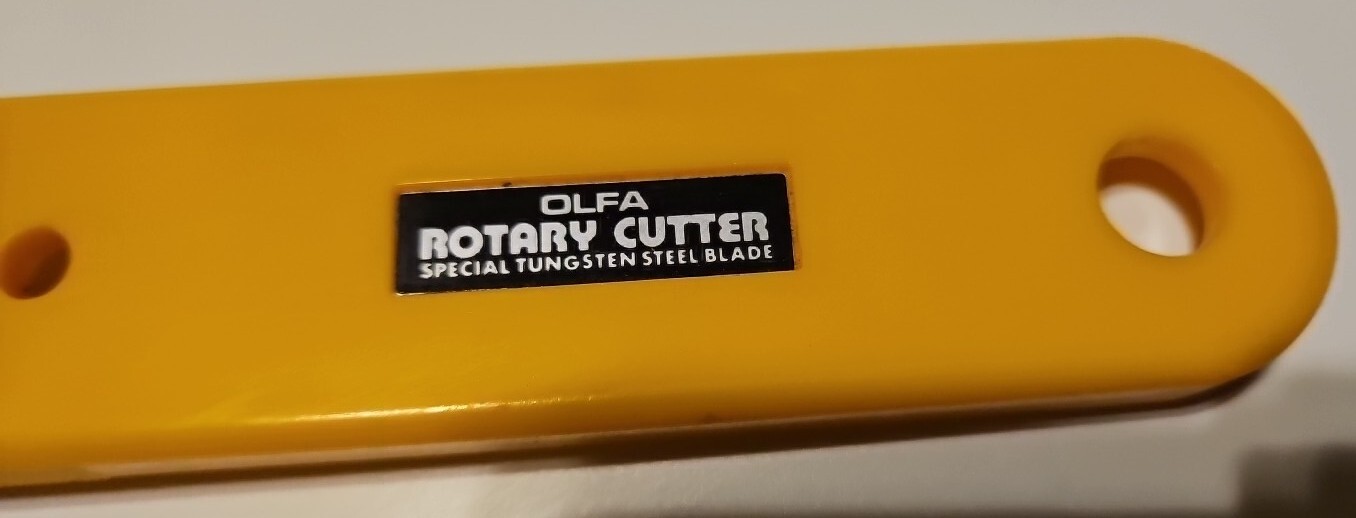 OLFA
ROTARY CUTTER
SPECIAL TUNGSTEN STEEL BLADE